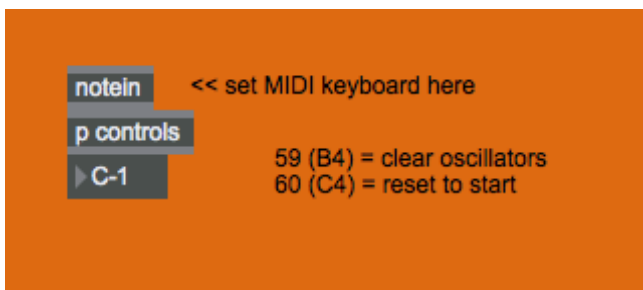 notein
<< set MIDI keyboard here
p controls
C-1
59 (B4) = clear oscillators
60 (C4) = reset to start